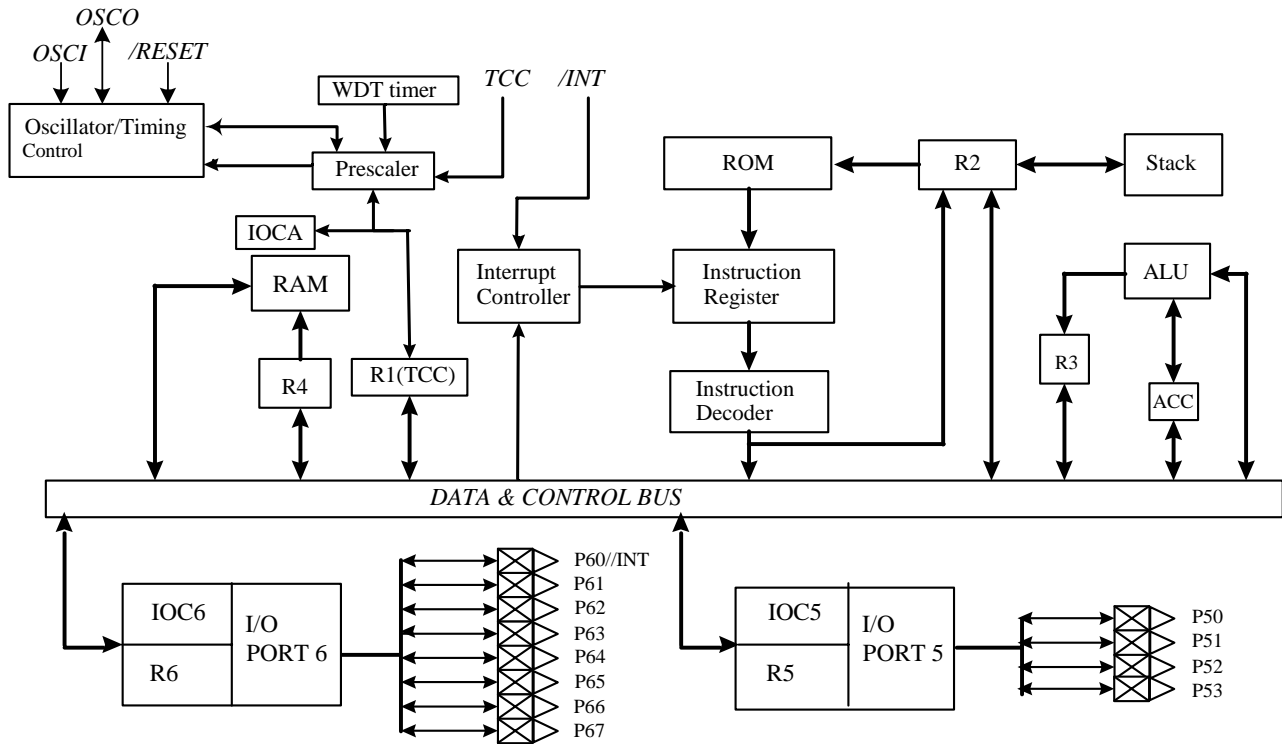 OSCO
OSCI
/RESET
WDT timer
TCC
/INT
Oscillator/Timing
Control
Prescaler
ROM
R2
Stack
IOCA
RAM
Interrupt
Controller
Instruction
Register
ALU
R4
R1(TCC)
Instruction
Decoder
R3
ACC
DATA & CONTROL BUS
IOC6
R6
I/O
PORT 6
P60//INT
P61
P62
P63
P64
P65
P66
P67
IOC5
R5
I/O
PORT 5
P50
P51
P52
P53